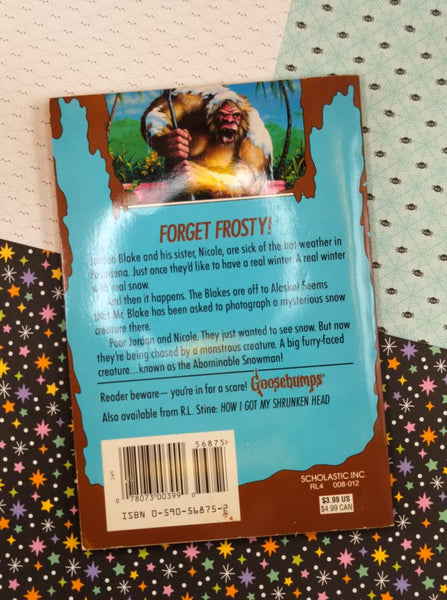 FORGET FROSTY!
Jordan Blake and his sister, Nicole, are sick of the hot weather in
Pasadena. Just once they'd like to have a real winter. A real winter
with real snow.
And then it happens. The Blakes are off to Alaska! Seems
that Mr. Blake has been asked to photograph a mysterious snow
creature there.
Poor Jordan and Nicole. They just wanted to see snow. But now
they're being chased by a monstrous creature. A big furry-faced
creature...known as the Abominable Snowman!
Reader beware—you're in for a scare! Goosebumps®
Also available from R.L. Stine: HOW I GOT MY SHRUNKEN HEAD
56875>
0 78073 00399 0
ISBN 0-590-56875-2
SCHOLASTIC INC.
RL4 008-012
$3.99 US
$4.99 CAN